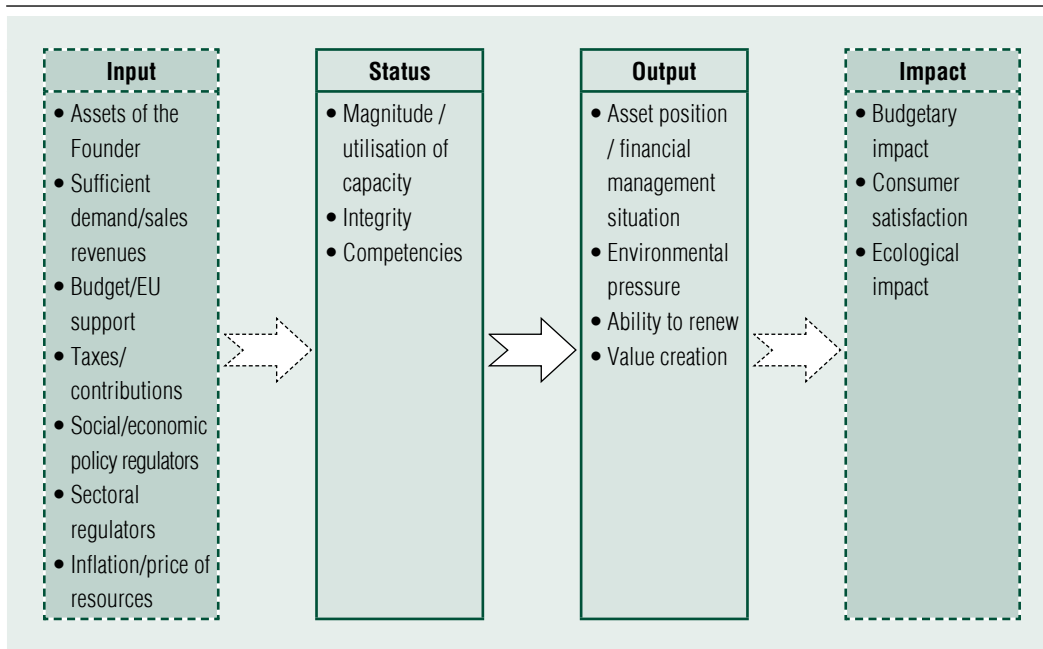 Input
• Assets of the
Founder
• Sufficient
demand/sales
revenues
• Budget/EU
support
• Taxes/
contributions
• Social/economic
policy regulators
• Sectoral
regulators
• Inflation/price of
resources
Status
• Magnitude /
utilisation of
capacity
• Integrity
• Competencies
Output
• Asset position
/ financial
management
situation
• Environmental
pressure
• Ability to renew
• Value creation
Impact
• Budgetary
impact
• Consumer
satisfaction
• Ecological
impact